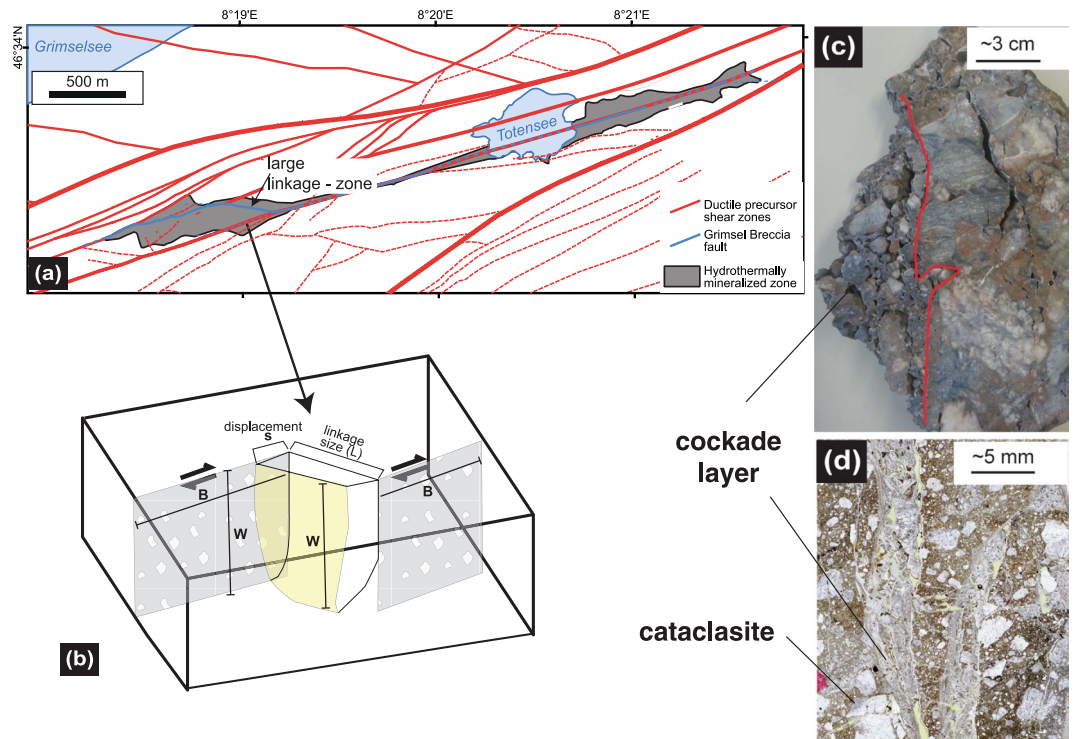 8°19'E
8°20'E
8°21'E
46°34'N
Grimselsee
500 m
Totensee
large
linkage - zone
Ductile precursor
shear zones
Grimsel Breccia
fault
Hydrothermally
mineralized zone
(a)
displacement
s
linkage
size (L)
B
B
W
W
(b)
(c)
~3 cm
cockade
layer
(d)
~5 mm
cataclasite